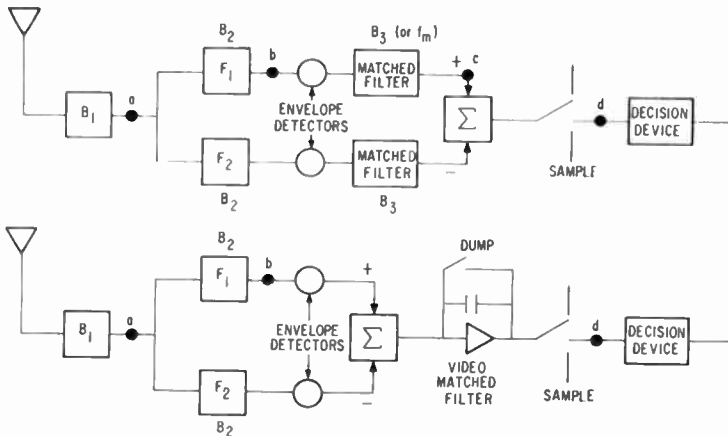 B₂
B₃ (or fₘ)
F₁
b
MATCHED
FILTER
+
c
B₁
a
ENVELOPE
DETECTORS
Σ
d
DECISION
DEVICE
F₂
MATCHED
FILTER
−
SAMPLE
B₂
B₃
B₂
F₁
b
+
DUMP
B₁
a
ENVELOPE
DETECTORS
Σ
d
DECISION
DEVICE
F₂
−
VIDEO
MATCHED
FILTER
SAMPLE
B₂